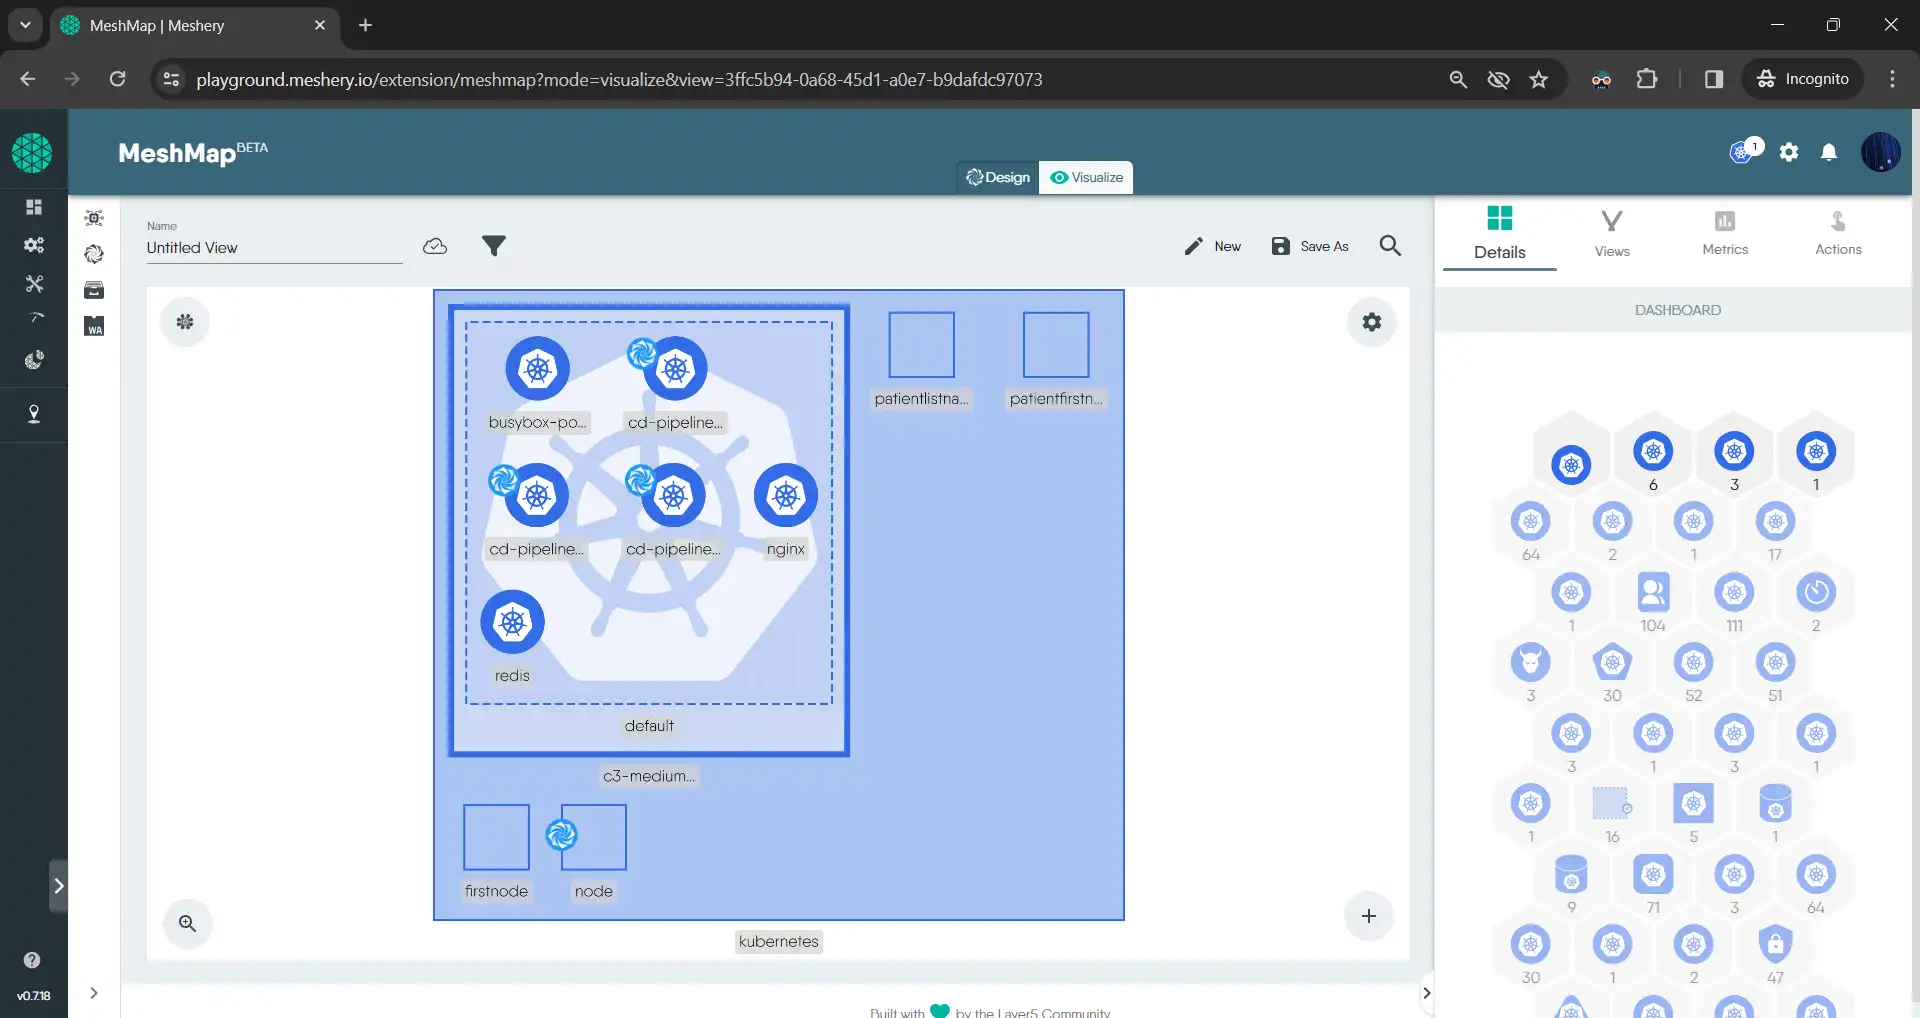 MeshMap | Meshery
playground.meshery.io/extension/meshmap?mode=visualize&view=3ffc5b94-0a68-45d1-a0e7-b9dafdc97073
Incognito
MeshMap BETA
1
Design
Visualize
Name
Untitled View
New
Save As
Details
Views
Metrics
Actions
DASHBOARD
WA
busybox-po...
cd-pipeline...
cd-pipeline...
cd-pipeline...
nginx
redis
default
c3-medium...
patientlistna...
patientfirstn...
firstnode
node
kubernetes
6 3 1
64 2 1 17
1 104 111 2
3 30 52 51
3 1 3 1
1 16 5 1
9 71 3 64
30 1 2 47
v0.7.18
Built with by the Layer5 Community